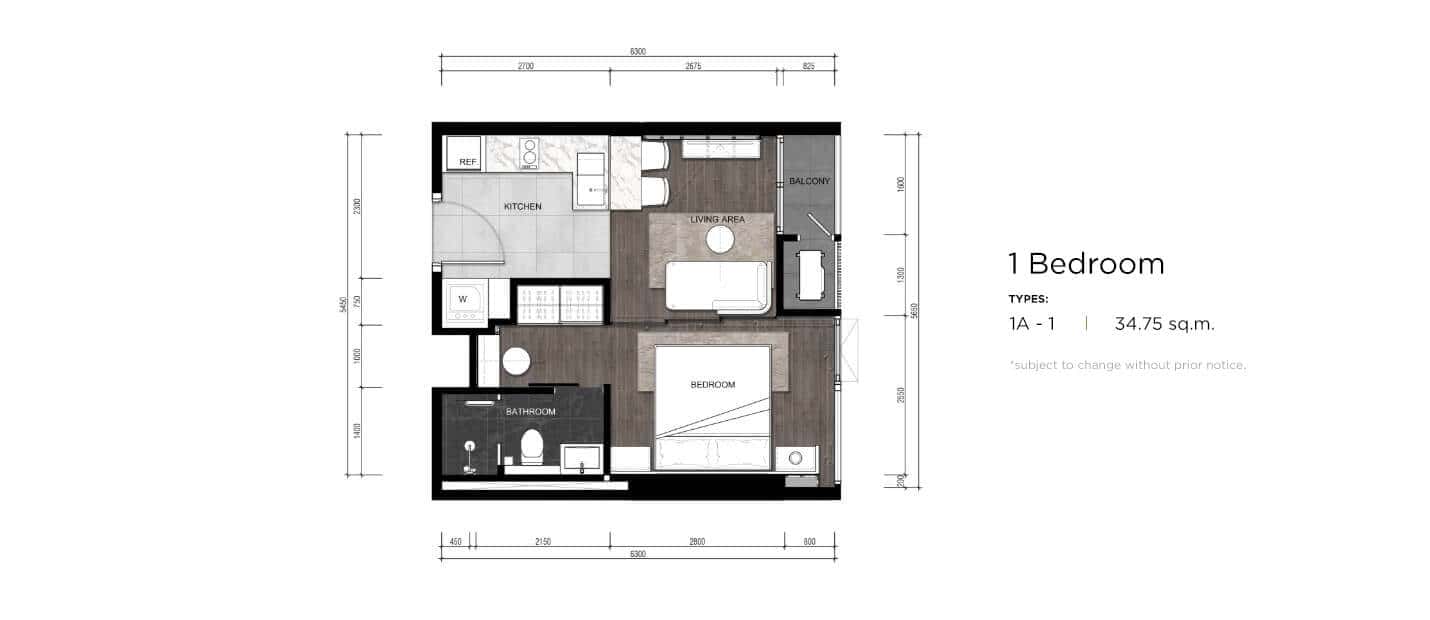 6300
2700 2675 825
REF.
KITCHEN
LIVING AREA
BALCONY
W
BEDROOM
BATHROOM
5450
2300
750
1600
1400
1600
1300
5650
2550
200
450 2150 2800 800
6300
1 Bedroom
TYPES:
1A - 1 | 34.75 sq.m.
*subject to change without prior notice.